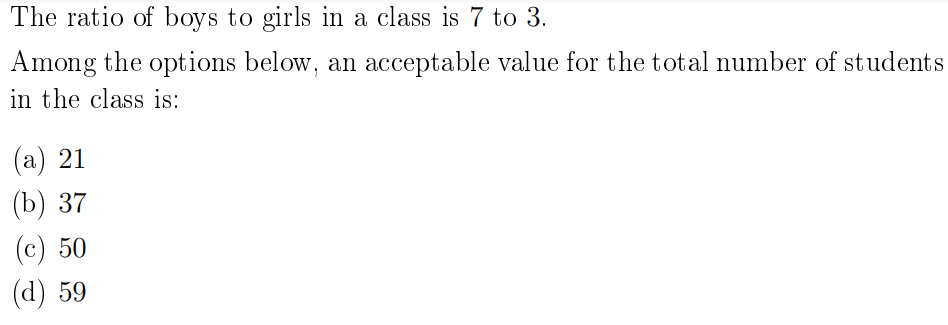 The ratio of boys to girls in a class is 7 to 3.
Among the options below, an acceptable value for the total number of students
in the class is:
(a) 21
(b) 37
(c) 50
(d) 59